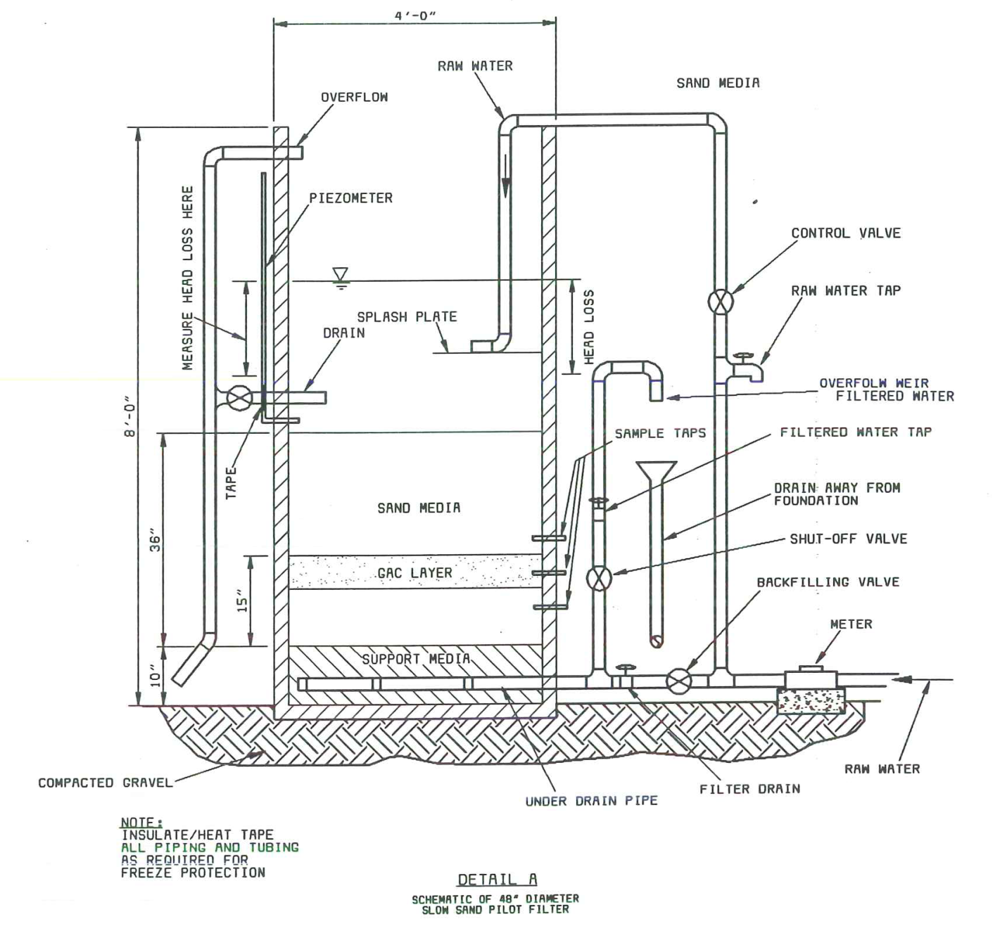 4'-0"
RAW WATER
SAND MEDIA
OVERFLOW
PIEZOMETER
MEASURE HEAD LOSS HERE
CONTROL VALVE
RAW WATER TAP
SPLASH PLATE
DRAIN
HEAD LOSS
OVERFOLW WEIR
FILTERED WATER
8'-0"
SAMPLE TAPS
FILTERED WATER TAP
TAPE
DRAIN AWAY FROM
FOUNDATION
SAND MEDIA
36"
SHUT-OFF VALVE
GAC LAYER
BACKFILLING VALVE
15"
METER
SUPPORT MEDIA
10"
RAW WATER
COMPACTED GRAVEL
FILTER DRAIN
UNDER DRAIN PIPE
NOTE:
INSULATE/HEAT TAPE
ALL PIPING AND TUBING
AS REQUIRED FOR
FREEZE PROTECTION
DETAIL A
SCHEMATIC OF 48" DIAMETER
SLOW SAND PILOT FILTER